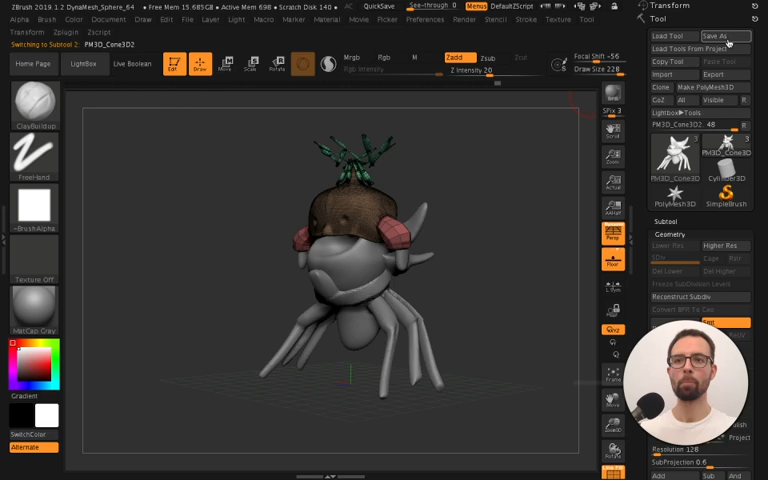 ZBrush 2019.1.2 DynaMesh_Sphere_64 • Free Mem 15.685GB • Active Mem 698 • Scratch Disk 140 •
AC QuickSave See-through 0 Menus DefaultZScript
Alpha Brush Color Document Draw Edit File Layer Light Macro Marker Material Movie Picker Preferences Render Stencil Stroke Texture Tool
Transform Zplugin Zscript
Switching to Subtool 2: PM3D_Cone3D2
Home Page LightBox Live Boolean Edit Draw Move Scale Rotate
Mrgb Rgb M Zadd Zsub Zcut Focal Shift -56
Rgb Intensity Z Intensity 20 Draw Size 228
ClayBuildup
FreeHand
~BrushAlpha
Texture Off
MatCap Gray
Gradient
SwitchColor
Alternate
BPR
SPix 3
Scroll
Zoom
Actual
AAHalf
Persp
Floor
L.Sym
Frame
Move
Zoom3D
Rotate
Transform
Tool
Load Tool Save As
Load Tools From Project
Copy Tool Paste Tool
Import Export
Clone Make PolyMesh3D
GoZ All Visible R
Lightbox▶Tools
PM3D_Cone3D2. 48 R
3 3
PM3D_Cone3D PM3D_Cone3D
Cylinder3D
PolyMesh3D SimpleBrush
Subtool
Geometry
Lower Res Higher Res
SDiv Cage Rstr
Del Lower Del Higher
Freeze SubDivision Levels
Reconstruct Subdiv
Convert BPR To Geo
Smt
Project
Resolution 128
SubProjection 0.6
Add Sub And